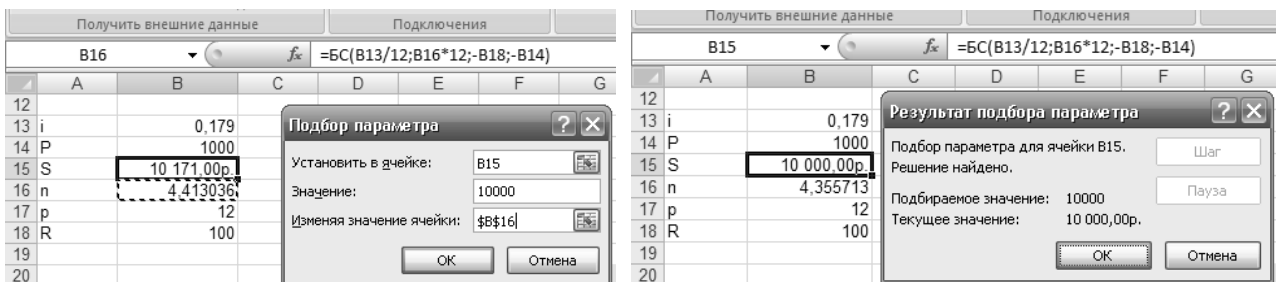 Получить внешние данные Подключения
B16 fx =БС(B13/12;B16*12;-B18;-B14)
A B C D E F G
12
13 i 0,179
14 P 1000
15 S 10 171,00р.
16 n 4,413036
17 p 12
18 R 100
19
20
Подбор параметра
Установить в ячейке: B15
Значение: 10000
Изменяя значение ячейки: $B$16
ОК Отмена
Получить внешние данные Подключения
B15 fx =БС(B13/12;B16*12;-B18;-B14)
A B C D E F G
12
13 i 0,179
14 P 1000
15 S 10 000,00р.
16 n 4,355713
17 p 12
18 R 100
19
20
Результат подбора параметра
Подбор параметра для ячейки B15.
Решение найдено.
Подбираемое значение: 10000
Текущее значение: 10 000,00р.
Шаг
Пауза
ОК Отмена